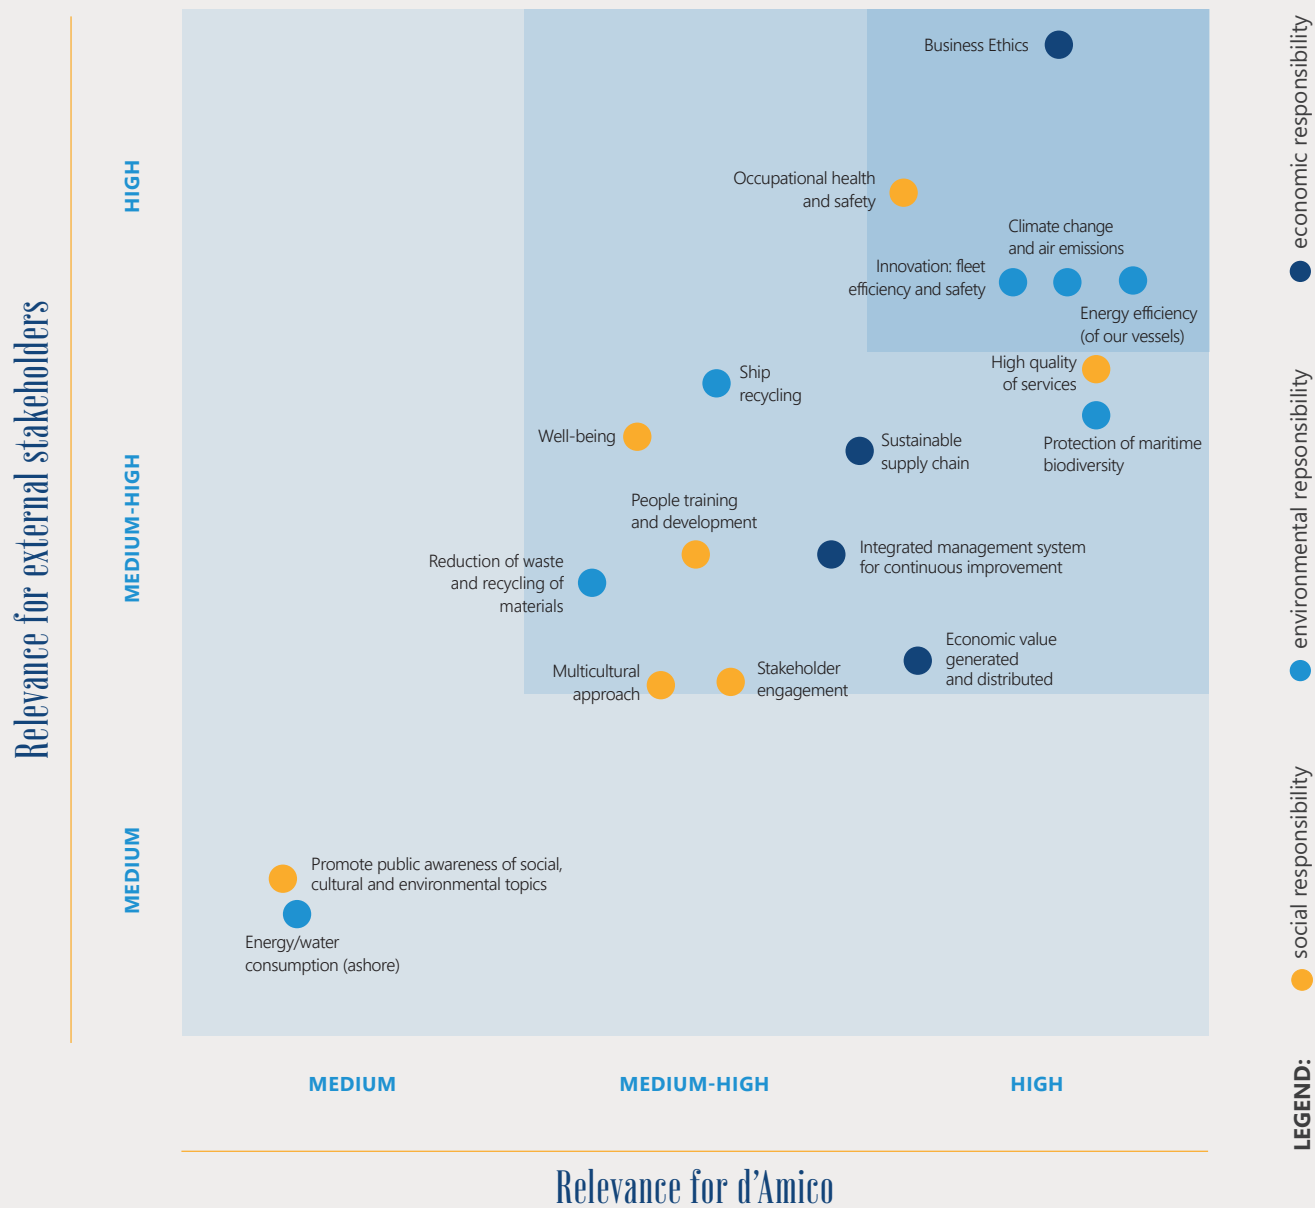 Business Ethics
Occupational health
and safety
Climate change
and air emissions
Innovation: fleet
efficiency and safety
Energy efficiency
(of our vessels)
High quality
of services
Ship
recycling
Well-being
Sustainable
supply chain
Protection of maritime
biodiversity
People training
and development
Integrated management system
for continuous improvement
Reduction of waste
and recycling of
materials
Economic value
generated
and distributed
Multicultural
approach
Stakeholder
engagement
Promote public awareness of social,
cultural and environmental topics
Energy/water
consumption (ashore)
Relevance for external stakeholders
HIGH
MEDIUM-HIGH
MEDIUM
MEDIUM
MEDIUM-HIGH
HIGH
Relevance for d'Amico
LEGEND:
social responsibility
environmental repsonsibility
economic responsibility